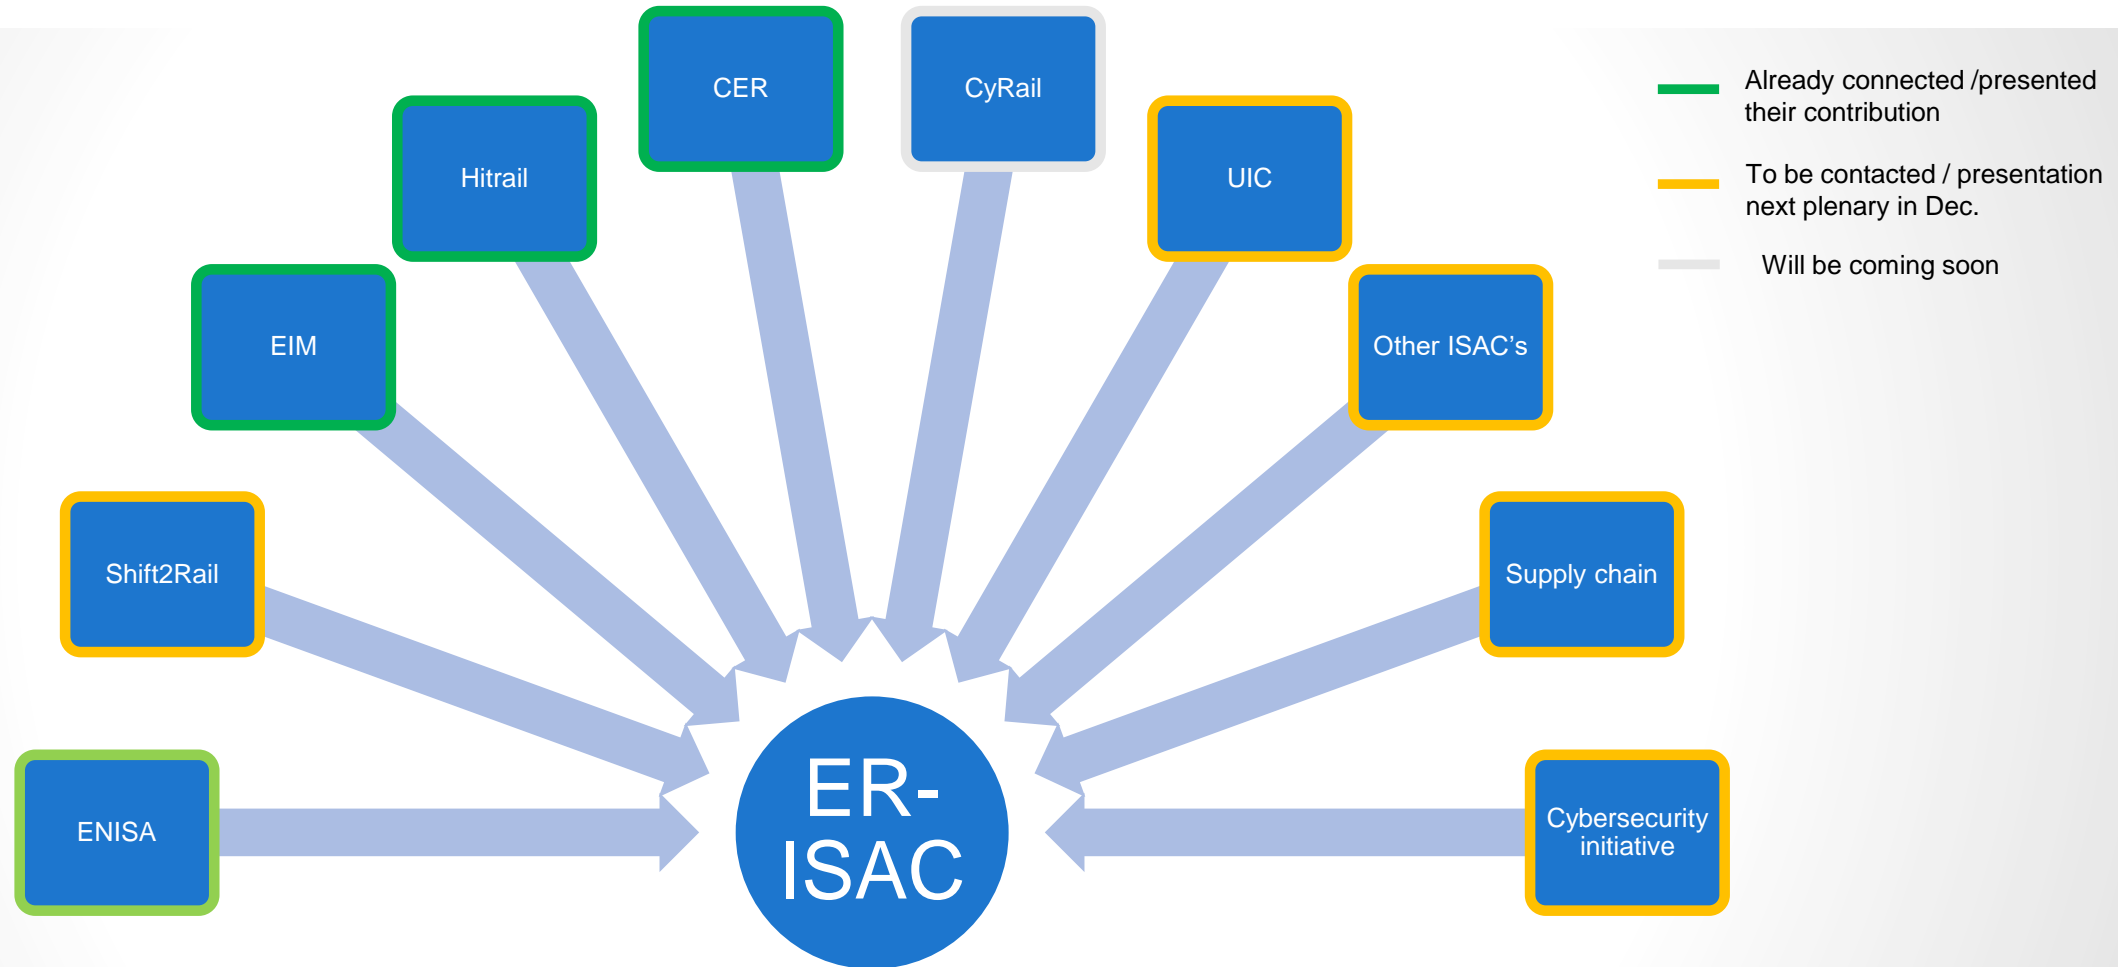 CER
CyRail
Hitrail
UIC
EIM
Other ISAC’s
Shift2Rail
Supply chain
ENISA
Cybersecurity
initiative
ER-
ISAC
Already connected /presented
their contribution
To be contacted / presentation
next plenary in Dec.
Will be coming soon